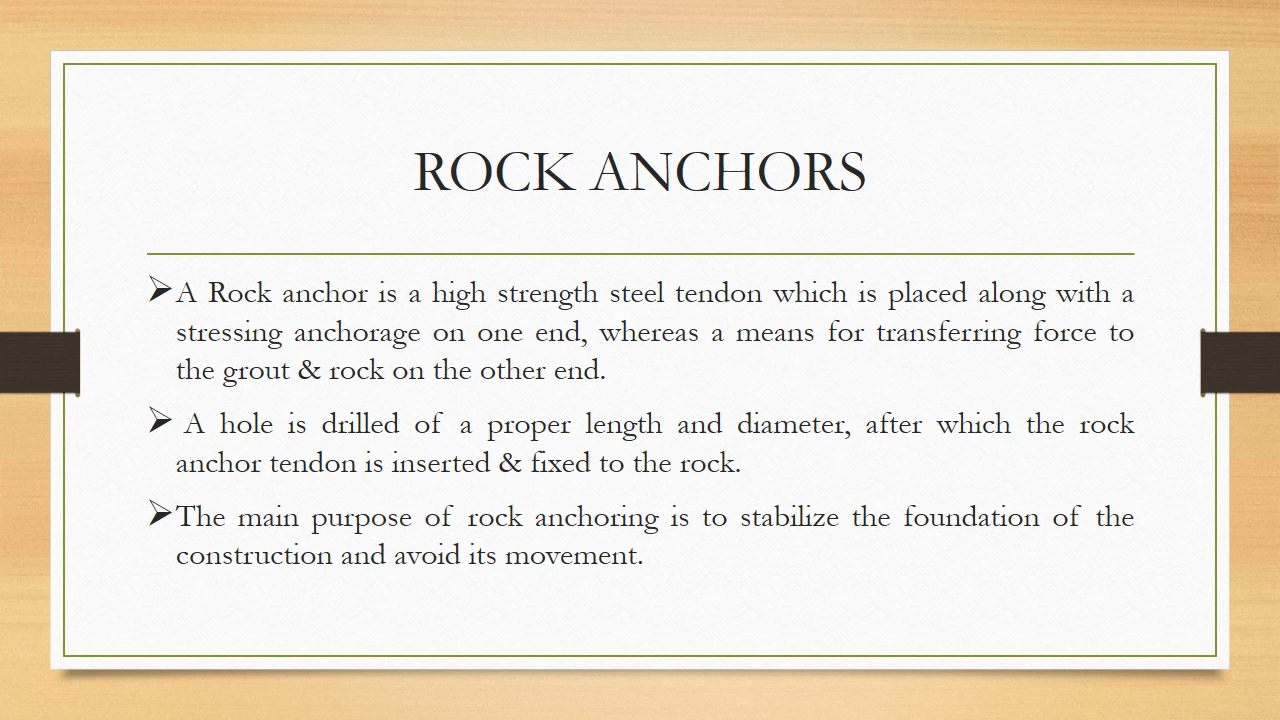 ROCK ANCHORS
➢A Rock anchor is a high strength steel tendon which is placed along with a
stressing anchorage on one end, whereas a means for transferring force to
the grout & rock on the other end.
➢ A hole is drilled of a proper length and diameter, after which the rock
anchor tendon is inserted & fixed to the rock.
➢The main purpose of rock anchoring is to stabilize the foundation of the
construction and avoid its movement.